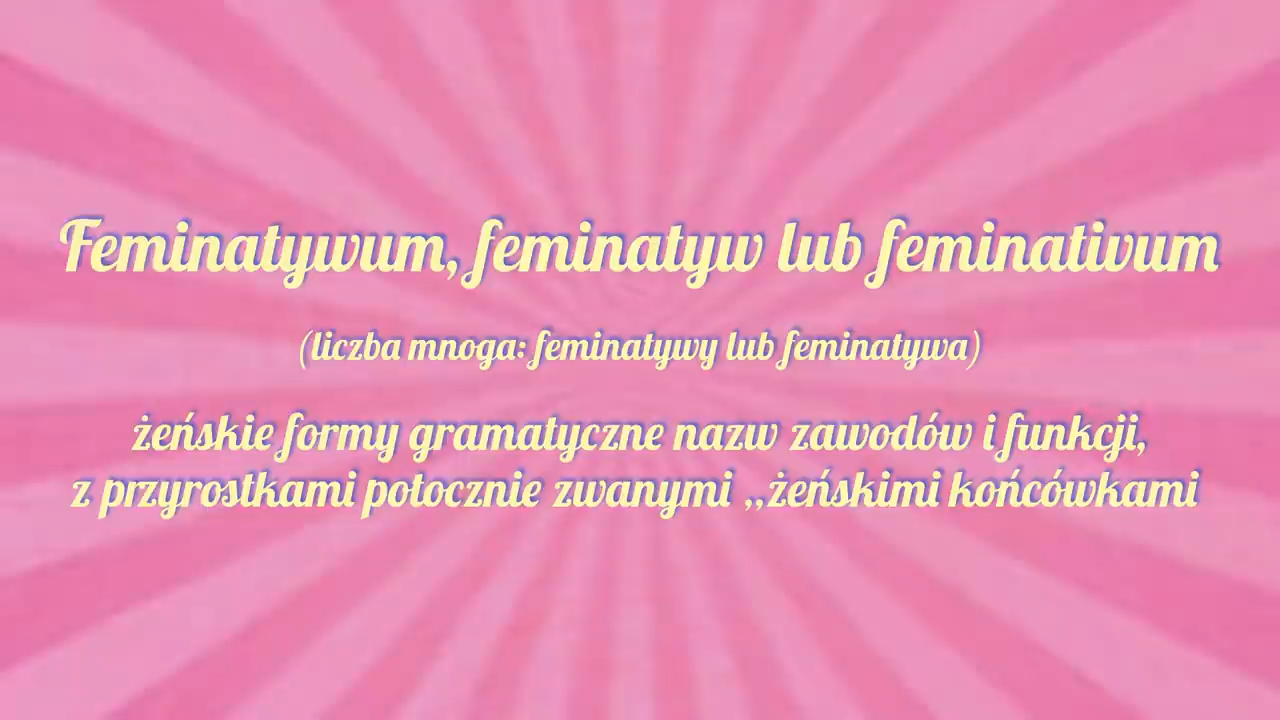 Feminatywum, feminatyw lub feminativum
(liczba mnoga: feminatywy lub feminatywa)
żeńskie formy gramatyczne nazw zawodów i funkcji,
z przyrostkami potocznie zwanymi „żeńskimi końcówkami